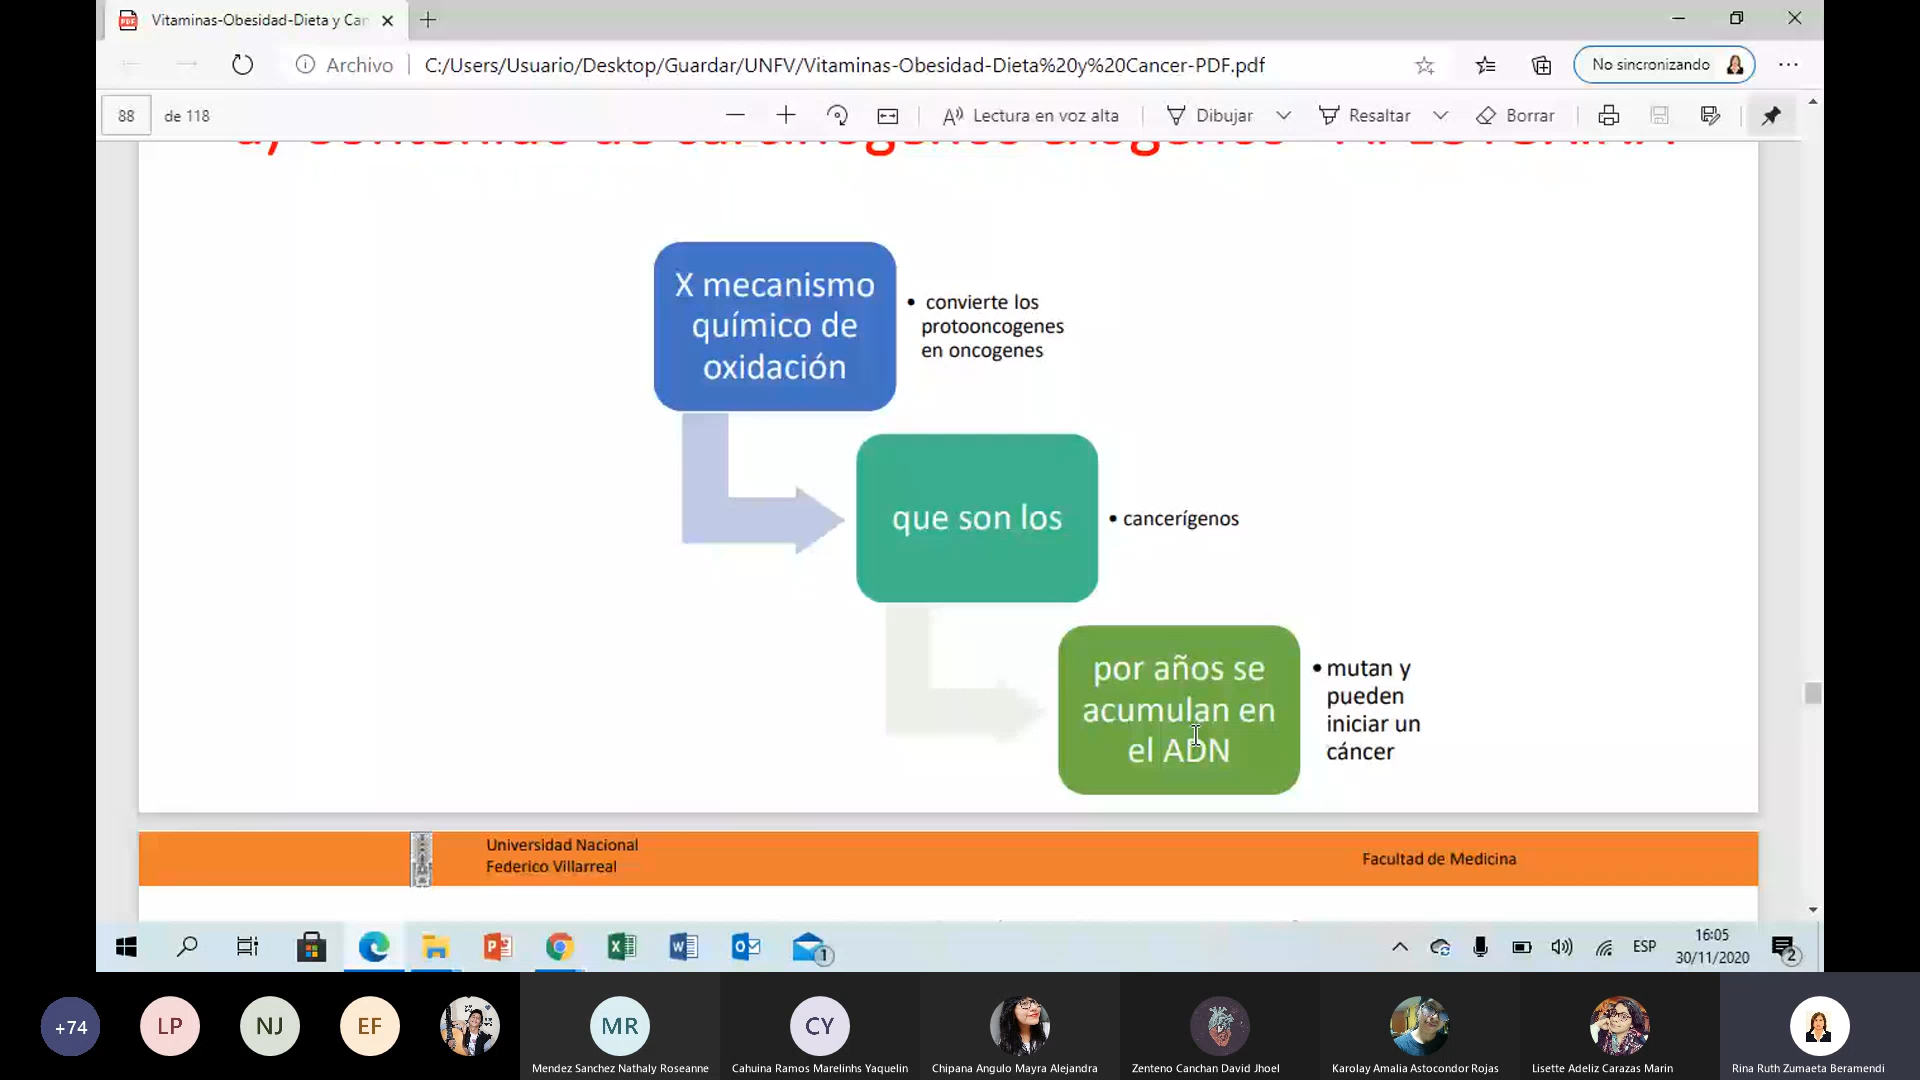 Vitaminas-Obesidad-Dieta y Car
Archivo
C:/Users/Usuario/Desktop/Guardar/UNFV/Vitaminas-Obesidad-Dieta%20y%20Cancer-PDF.pdf
No sincronizando
88 de 118
Lectura en voz alta
Dibujar
Resaltar
Borrar
X mecanismo
químico de
oxidación
• convierte los
protooncogenes
en oncogenes
que son los
• cancerígenos
por años se
acumulan en
el ADN
• mutan y
pueden
iniciar un
cáncer
Universidad Nacional
Federico Villarreal
Facultad de Medicina
1
ESP
16:05
30/11/2020
2
+74
LP
NJ
EF
MR
Mendez Sanchez Nathaly Roseanne
CY
Cahuina Ramos Marelinhs Yaquelin
Chipana Angulo Mayra Alejandra
Zenteno Canchan David Jhoel
Karolay Amalia Astocondor Rojas
Lisette Adeliz Carazas Marin
Rina Ruth Zumaeta Beramendi